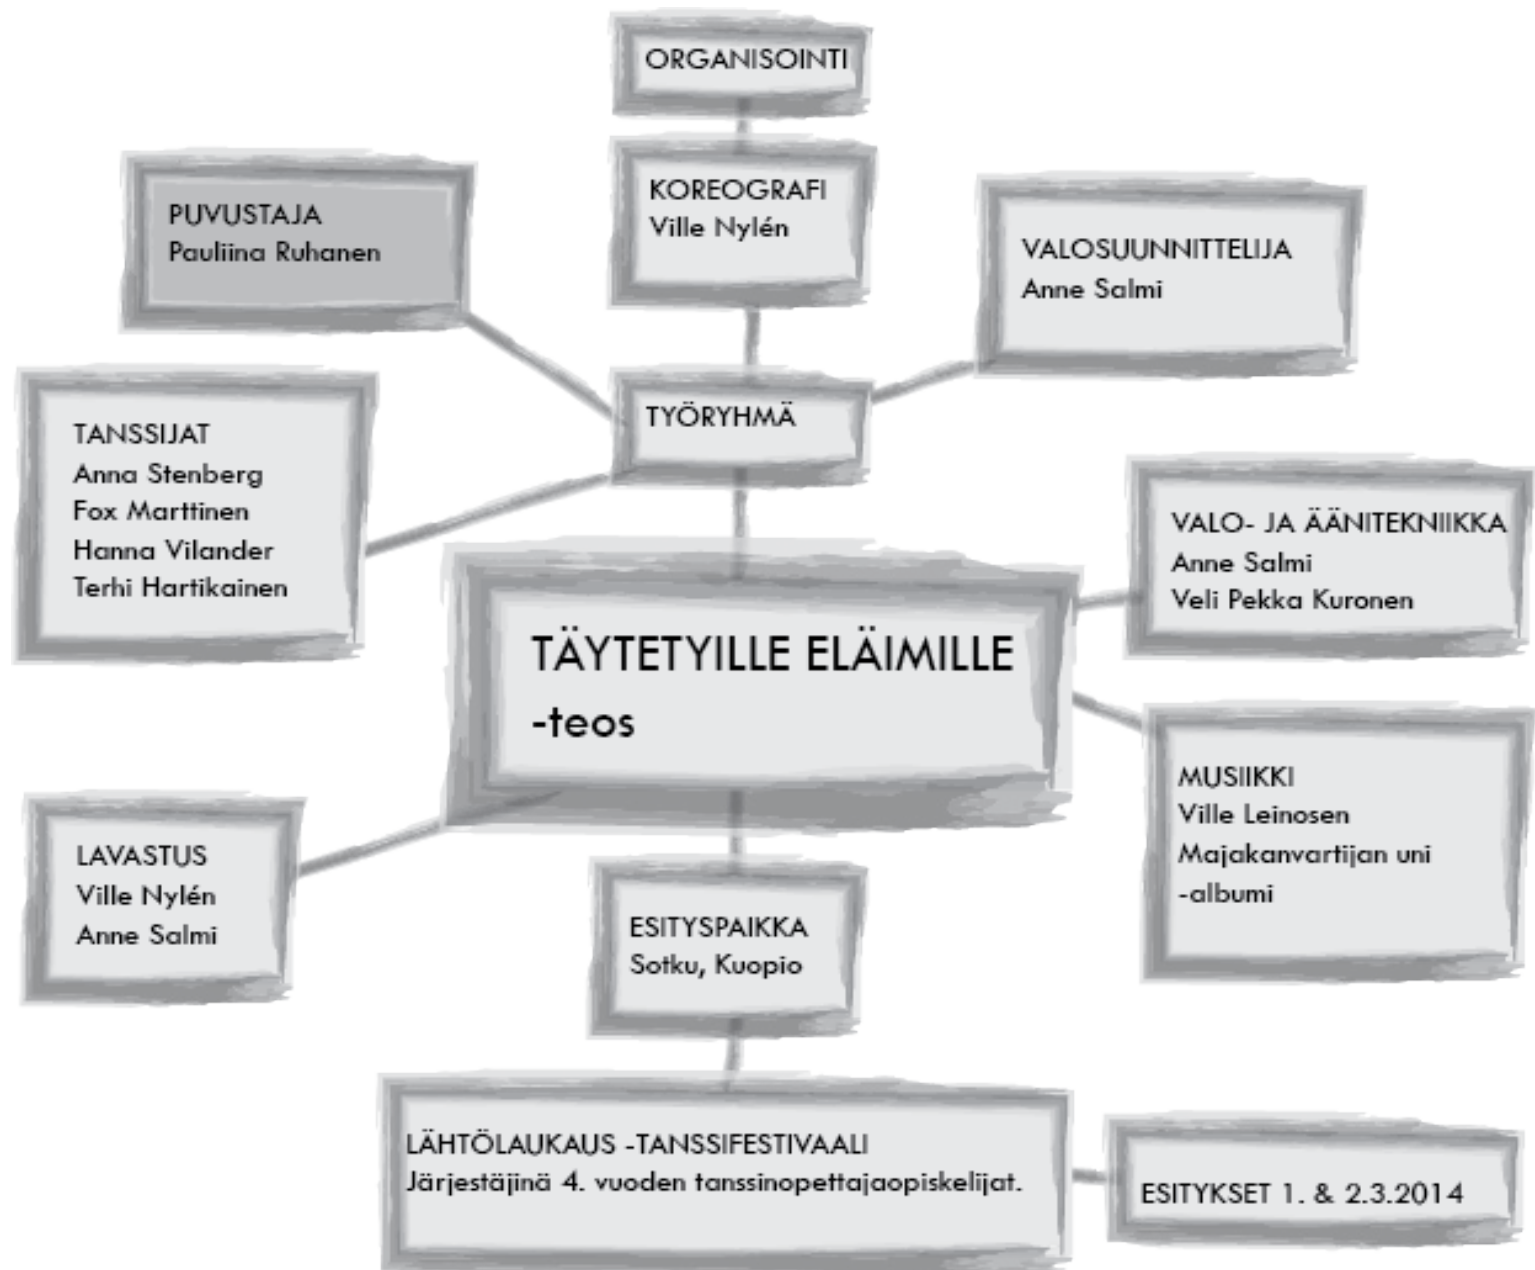 ORGANISOINTI
KOREOGRAFI
Ville Nylén
PUVUSTAJA
Pauliina Ruhanen
VALOSUUNNITTELIJA
Anne Salmi
TYÖRYHMÄ
TANSSIJAT
Anna Stenberg
Fox Marttinen
Hanna Vilander
Terhi Hartikainen
VALO- JA ÄÄNITEKNIIKKA
Anne Salmi
Veli Pekka Kuronen
TÄYTETYILLE ELÄIMILLE
-teos
MUSIIKKI
Ville Leinosen
Majakanvartijan uni
-albumi
LAVASTUS
Ville Nylén
Anne Salmi
ESITYSPAIKKA
Sotku, Kuopio
LÄHTÖLAUKAUS -TANSSIFESTIVAALI
Järjestäjinä 4. vuoden tanssinopettajaopiskelijat.
ESITYKSET 1. & 2.3.2014